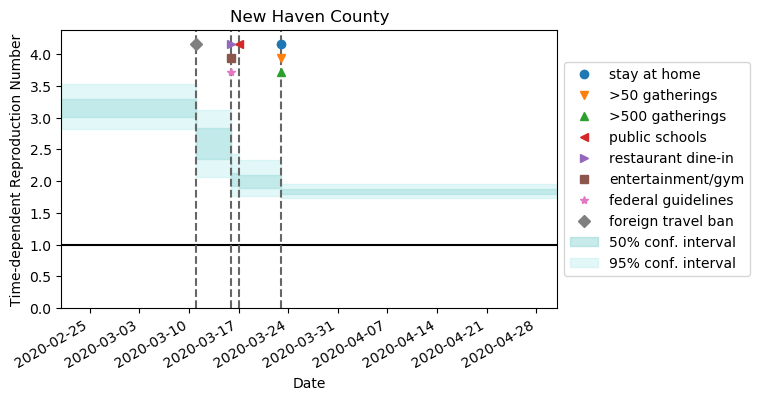 New Haven County
Time-dependent Reproduction Number
4.0
3.5
3.0
2.5
2.0
1.5
1.0
0.5
0.0
2020-02-25
2020-03-03
2020-03-10
2020-03-17
2020-03-24
2020-03-31
2020-04-07
2020-04-14
2020-04-21
2020-04-28
Date
stay at home
>50 gatherings
>500 gatherings
public schools
restaurant dine-in
entertainment/gym
federal guidelines
foreign travel ban
50% conf. interval
95% conf. interval